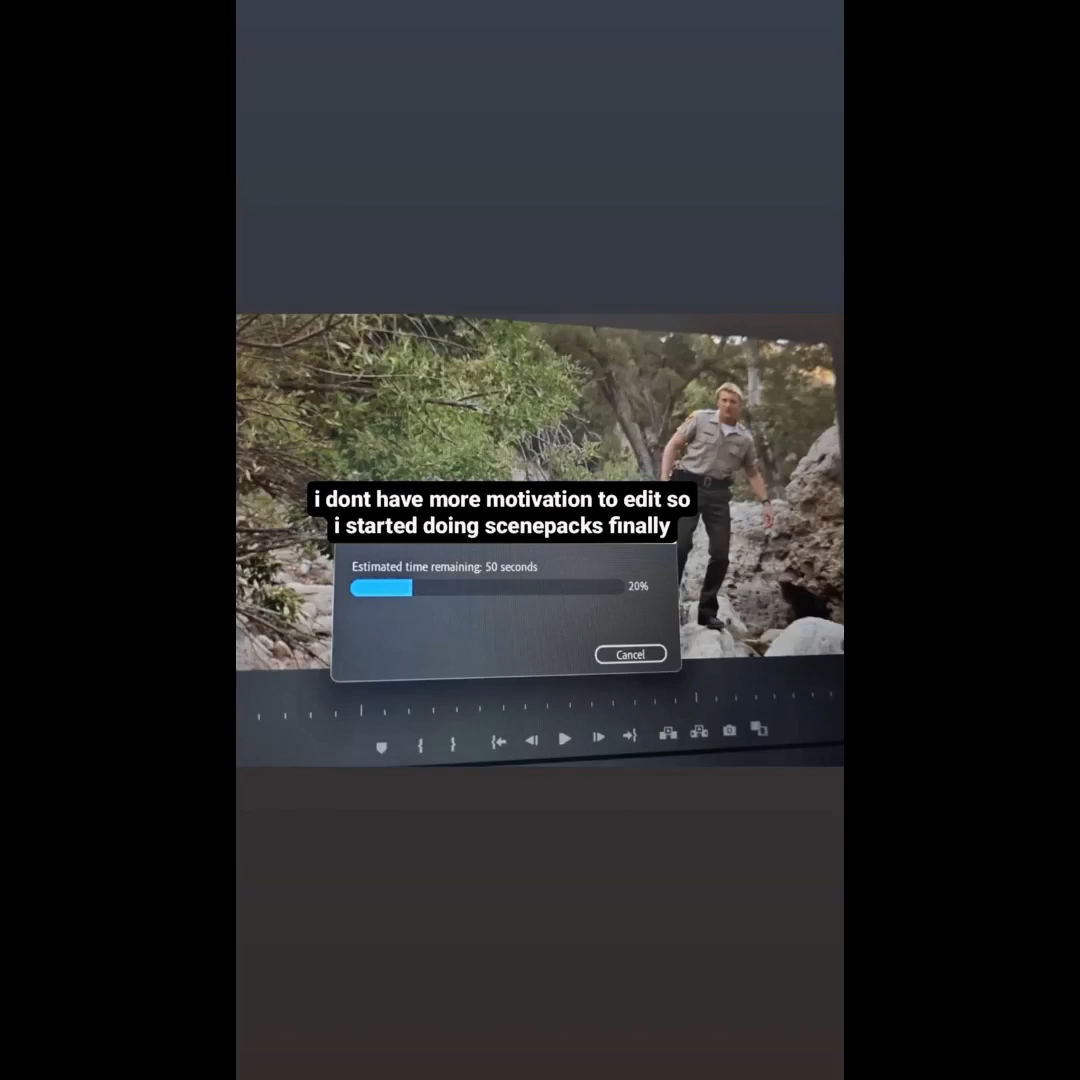 i dont have more motivation to edit so
i started doing scenepacks finally
Estimated time remaining: 50 seconds
20%
Cancel